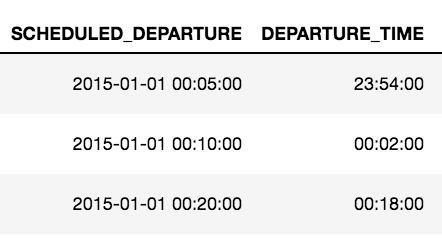 SCHEDULED_DEPARTURE DEPARTURE_TIME
2015-01-01 00:05:00 23:54:00
2015-01-01 00:10:00 00:02:00
2015-01-01 00:20:00 00:18:00